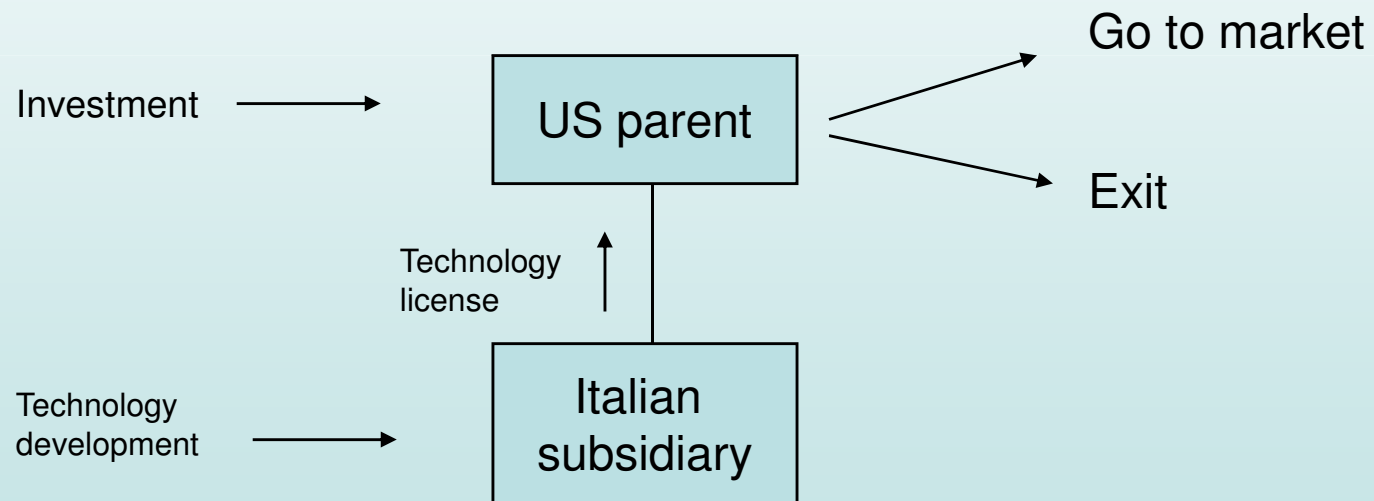 Go to market
Investment
US parent
Exit
Technology
license
Technology
development
Italian
subsidiary